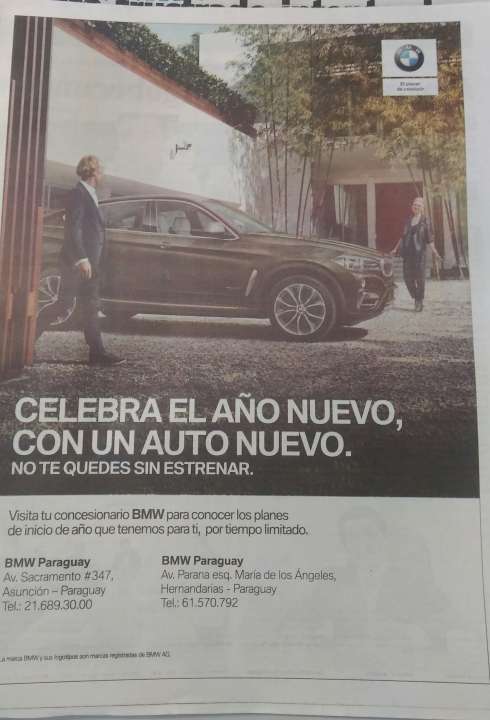 BMW
El placer
de conducir
CELEBRA EL AÑO NUEVO,
CON UN AUTO NUEVO.
NO TE QUEDES SIN ESTRENAR.
Visita tu concesionario BMW para conocer los planes
de inicio de año que tenemos para ti, por tiempo limitado.
BMW Paraguay
Av. Sacramento #347,
Asunción – Paraguay
Tel.: 21.689.30.00
BMW Paraguay
Av. Parana esq. María de los Ángeles,
Hernandarias - Paraguay
Tel.: 61.570.792
La marca BMW y sus logotipos son marcas registradas de BMW AG.